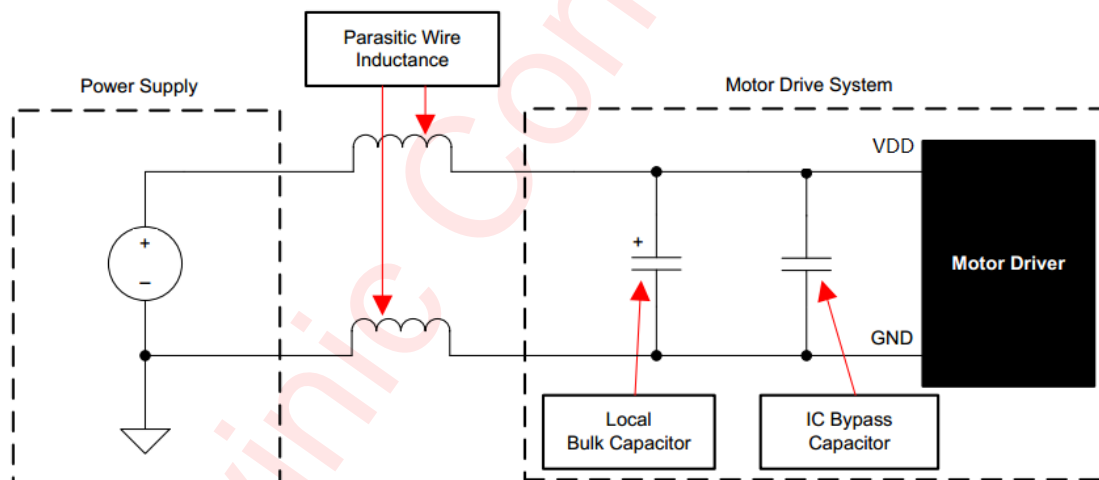 Parasitic Wire
Inductance
Power Supply
Motor Drive System
VDD
+
+
–
Motor Driver
GND
Local
Bulk Capacitor
IC Bypass
Capacitor